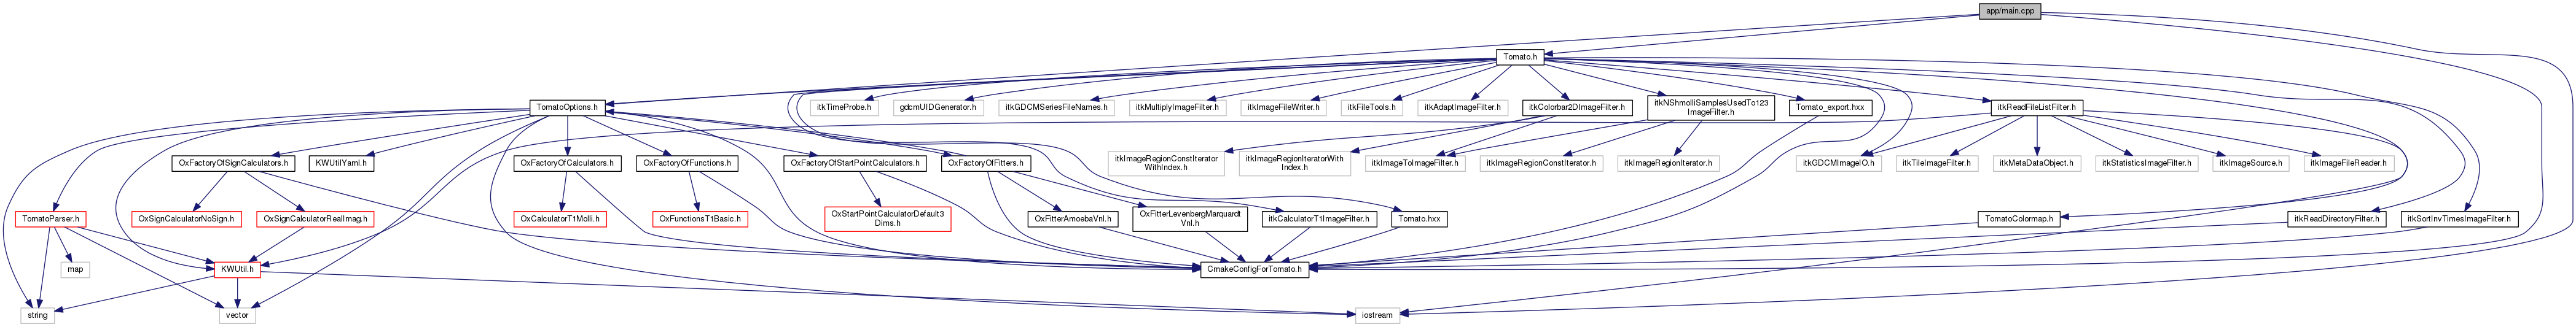 app/main.cpp
Tomato.h
TomatoOptions.h
itkTimeProbe.h
gdcmUIDGenerator.h
itkGDCMSeriesFileNames.h
itkMultiplyImageFilter.h
itkImageFileWriter.h
itkFileTools.h
itkAdaptImageFilter.h
itkColorbar2DImageFilter.h
itkNShmolliSamplesUsedTo123
ImageFilter.h
Tomato_export.hxx
itkReadFileListFilter.h
OxFactoryOfSignCalculators.h
KWUtilYaml.h
OxFactoryOfCalculators.h
OxFactoryOfFunctions.h
OxFactoryOfStartPointCalculators.h
OxFactoryOfFitters.h
itkImageRegionConstIterator
WithIndex.h
itkImageRegionIteratorWith
Index.h
itkImageToImageFilter.h
itkImageRegionConstIterator.h
itkImageRegionIterator.h
itkGDCMImageIO.h
itkTileImageFilter.h
itkMetaDataObject.h
itkStatisticsImageFilter.h
itkImageSource.h
itkImageFileReader.h
TomatoParser.h
OxSignCalculatorNoSign.h
OxSignCalculatorRealImag.h
OxCalculatorT1Molli.h
OxFunctionsT1Basic.h
OxStartPointCalculatorDefault3
Dims.h
OxFitterAmoebaVnl.h
OxFitterLevenbergMarquardt
Vnl.h
itkCalculatorT1ImageFilter.h
Tomato.hxx
TomatoColormap.h
itkReadDirectoryFilter.h
itkSortInvTimesImageFilter.h
map
KWUtil.h
CmakeConfigForTomato.h
string
vector
iostream